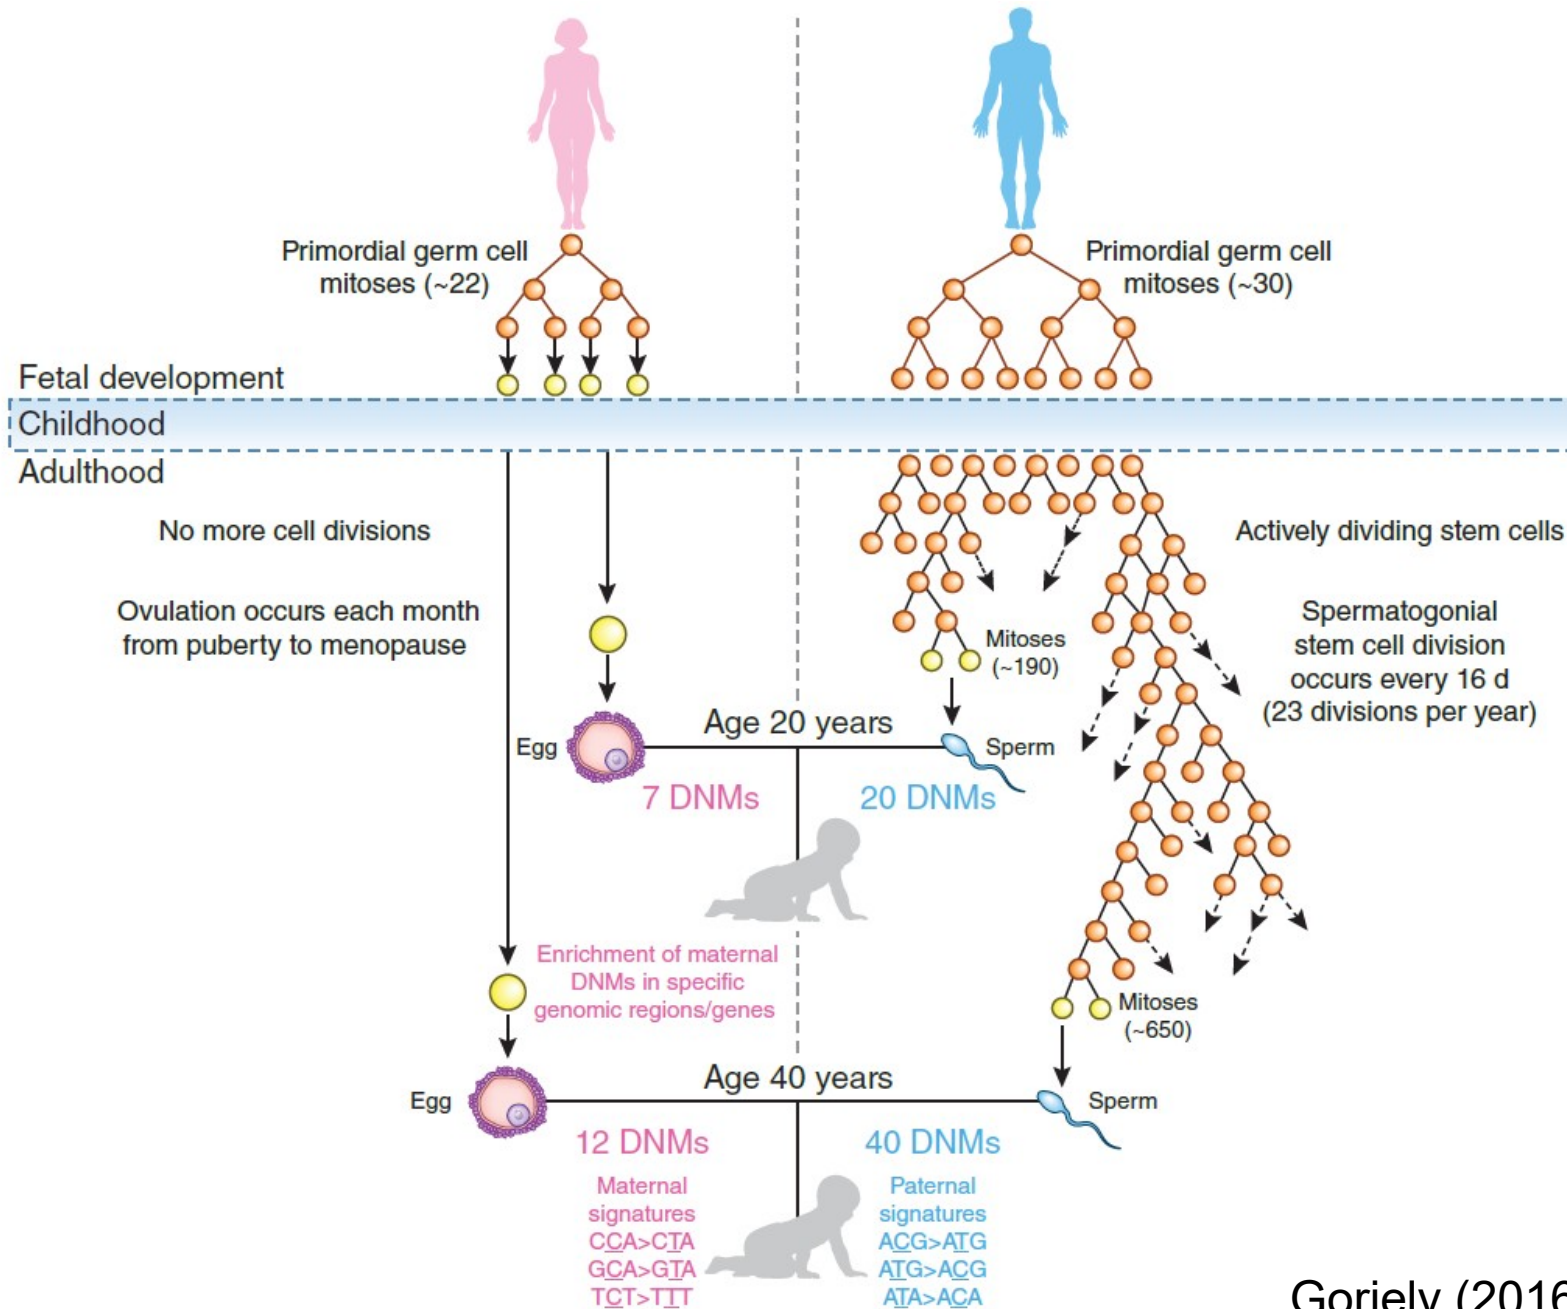 Primordial germ cell
mitoses (~22)
Primordial germ cell
mitoses (~30)
Fetal development
Childhood
Adulthood
No more cell divisions
Ovulation occurs each month
from puberty to menopause
Actively dividing stem cells
Spermatogonial
stem cell division
occurs every 16 d
(23 divisions per year)
Mitoses
(~190)
Egg
Age 20 years
Sperm
7 DNMs
20 DNMs
Enrichment of maternal
DNMs in specific
genomic regions/genes
Mitoses
(~650)
Egg
Age 40 years
Sperm
12 DNMs
40 DNMs
Maternal
signatures
CCA>CTA
GCA>GTA
TCT>TTT
Paternal
signatures
ACG>ATG
ATG>ACG
ATA>ACA
Goriely (2016